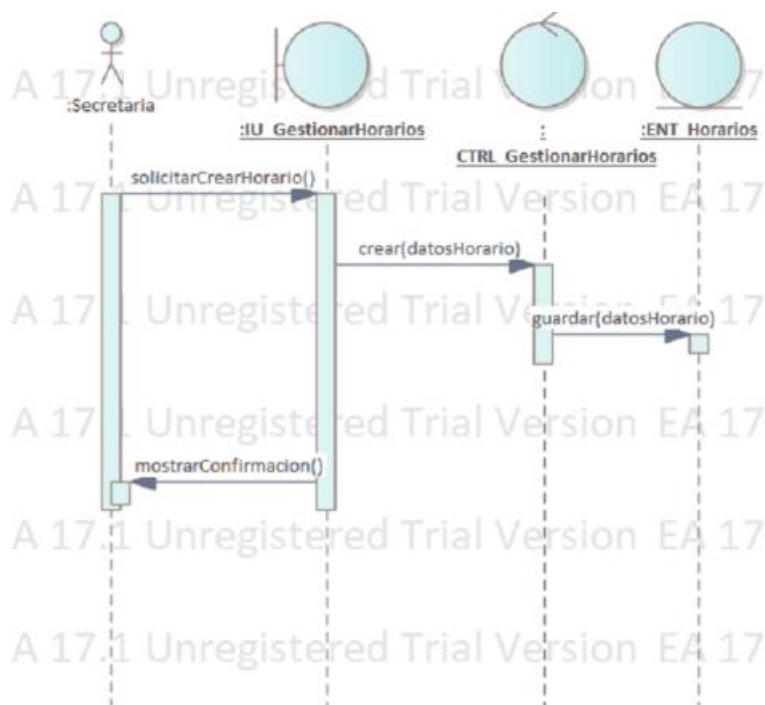 A 17.1 Unregistered Trial Version EA 17
:Secretaria
:IU_GestionarHorarios
:
CTRL_GestionarHorarios
:ENT_Horarios
solicitarCrearHorario()
A 17.1 Unregistered Trial Version EA 17
crear(datosHorario)
A 17.1 Unregistered Trial Version EA 17
guardar(datosHorario)
A 17.1 Unregistered Trial Version EA 17
mostrarConfirmacion()
A 17.1 Unregistered Trial Version EA 17
A 17.1 Unregistered Trial Version EA 17